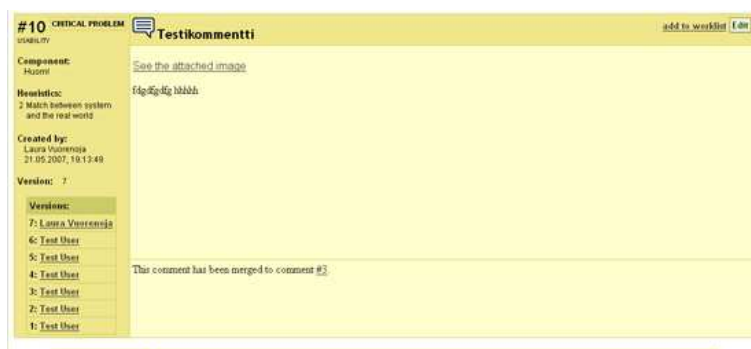 #10 CRITICAL PROBLEM
USABILITY
Component:
Huom!
Heuristics:
2 Match between system
and the real world
Created by:
Laura Vuorenoja
21.05.2007, 19:13:49
Version: 7
Versions:
7: Laura Vuorenoja
6: Test User
5: Test User
4: Test User
3: Test User
2: Test User
1: Test User
Testikommentti
add to worklist Edit
See the attached image
fdgdfgdfg hhhhh
This comment has been merged to comment #3.